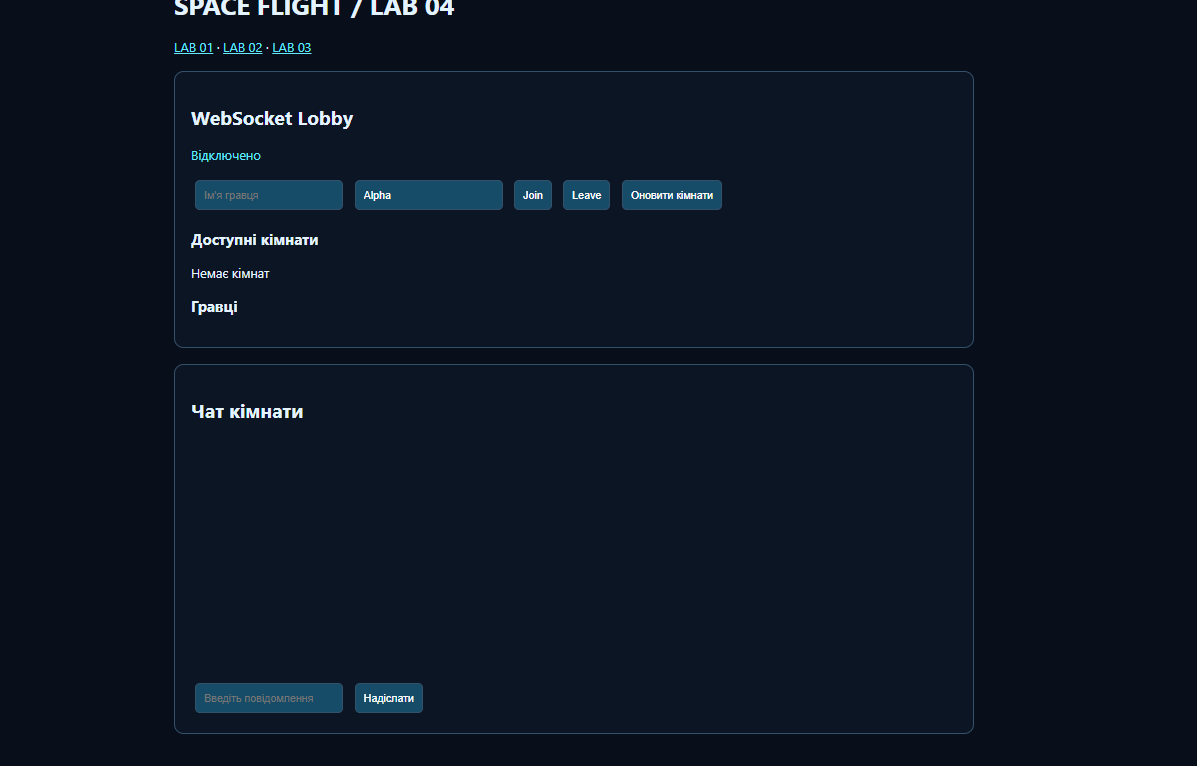 SPACE FLIGHT / LAB 04
LAB 01 · LAB 02 · LAB 03
WebSocket Lobby
Відключено
Ім'я гравця Alpha Join Leave Оновити кімнати
Доступні кімнати
Немає кімнат
Гравці
Чат кімнати
Введіть повідомлення Надіслати